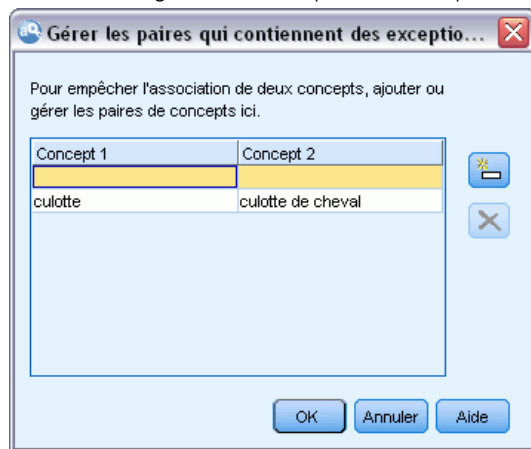 Gérer les paires qui contiennent des exceptio...
Pour empêcher l'association de deux concepts, ajouter ou
gérer les paires de concepts ici.
Concept 1 Concept 2
culotte culotte de cheval
OK Annuler Aide